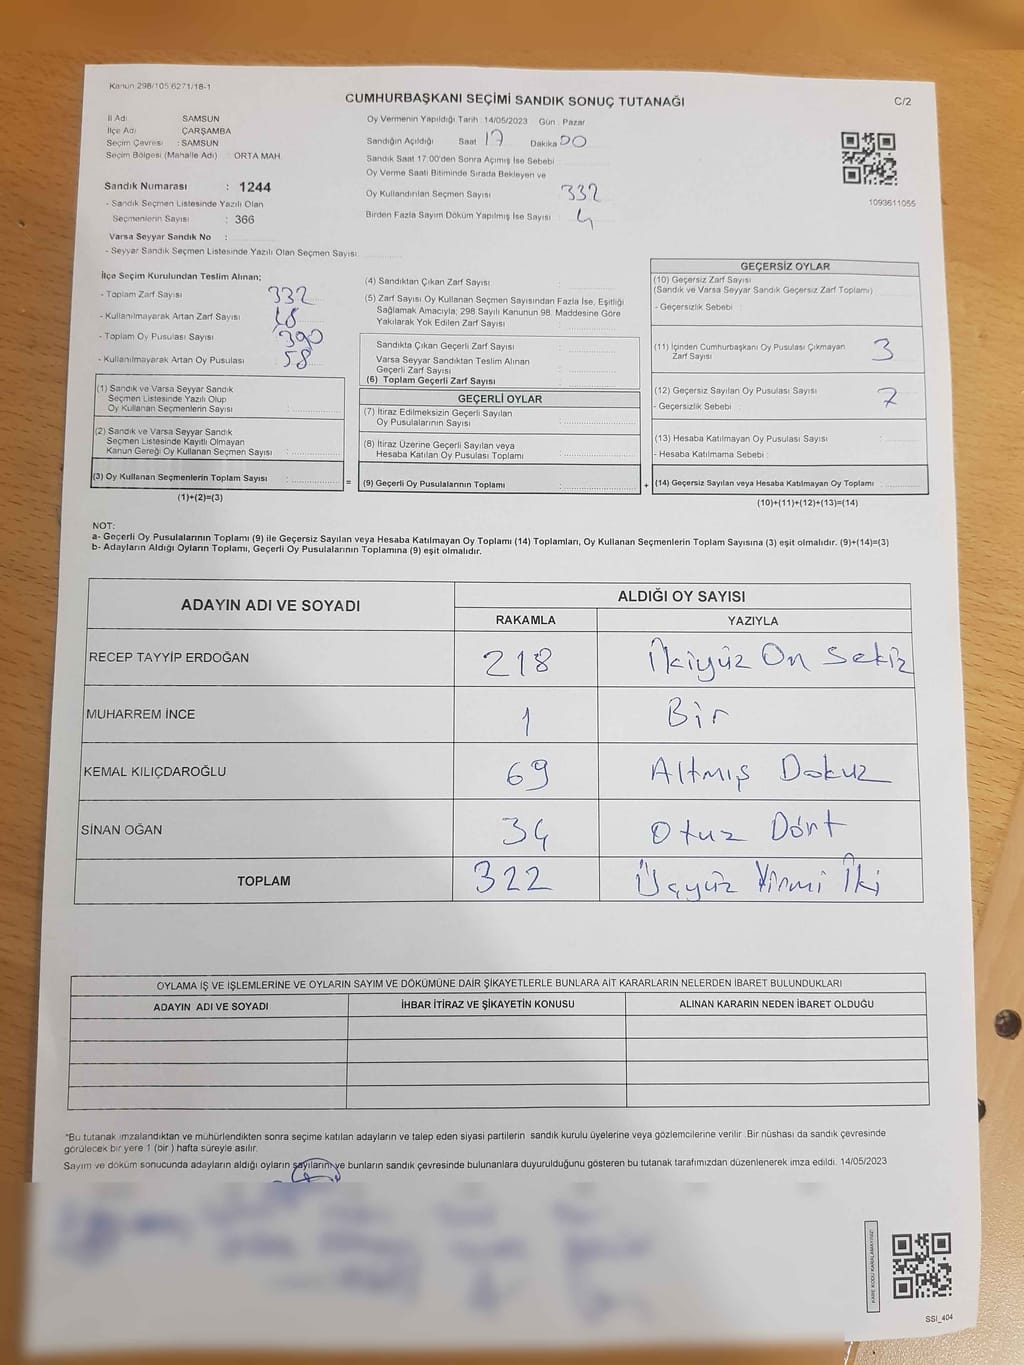 Kanun 298/105 6271/18-1
CUMHURBAŞKANI SEÇİMİ SANDIK SONUÇ TUTANAĞI
C/2
İl Adı SAMSUN
İlçe Adı ÇARŞAMBA
Seçim Çevresi : SAMSUN
Seçim Bölgesi (Mahalle Adı) : ORTA MAH.
Sandık Numarası : 1244
- Sandık Seçmen Listesinde Yazılı Olan
Seçmenlerin Sayısı : 366
Varsa Seyyar Sandık No :
- Seyyar Sandık Seçmen Listesinde Yazılı Olan Seçmen Sayısı:
Oy Vermenin Yapıldığı Tarih : 14/05/2023 Gün : Pazar
Sandığın Açıldığı Saat 17 Dakika 00
Sandık Saat 17.00'den Sonra Açımış İse Sebebi
Oy Verme Saati Bitiminde Sırada Bekleyen ve
Oy Kullandırılan Seçmen Sayısı 332
Birden Fazla Sayım Döküm Yapılmış İse Sayısı 4
1093611055
İlçe Seçim Kurulundan Teslim Alınan;
- Toplam Zarf Sayısı 332
- Kullanılmayarak Artan Zarf Sayısı
- Toplam Oy Pusulası Sayısı 390
- Kullanılmayarak Artan Oy Pusulası 58
(1) Sandık ve Varsa Seyyar Sandık
Seçmen Listesinde Yazılı Olup
Oy Kullanan Seçmenlerin Sayısı :
(2) Sandık ve Varsa Seyyar Sandık
Seçmen Listesinde Kayıtlı Olmayan
Kanun Gereği Oy Kullanan Seçmen Sayısı :
(3) Oy Kullanan Seçmenlerin Toplam Sayısı :
(1)+(2)=(3)
=
(4) Sandıktan Çıkan Zarf Sayısı :
(5) Zarf Sayısı Oy Kullanan Seçmen Sayısından Fazla İse, Eşitliği
Sağlamak Amacıyla; 298 Sayılı Kanunun 98. Maddesine Göre
Yakılarak Yok Edilen Zarf Sayısı :
Sandıkta Çıkan Geçerli Zarf Sayısı :
Varsa Seyyar Sandıktan Teslim Alınan
Geçerli Zarf Sayısı :
(6) Toplam Geçerli Zarf Sayısı :
GEÇERLİ OYLAR
(7) İtiraz Edilmeksizin Geçerli Sayılan
Oy Pusulalarının Sayısı :
(8) İtiraz Üzerine Geçerli Sayılan veya
Hesaba Katılan Oy Pusulası Toplamı :
(9) Geçerli Oy Pusulalarının Toplamı :
+
GEÇERSİZ OYLAR
(10) Geçersiz Zarf Sayısı
(Sandık ve Varsa Seyyar Sandık Geçersiz Zarf Toplamı)
- Geçersizlik Sebebi :
(11) İçinden Cumhurbaşkanı Oy Pusulası Çıkmayan
Zarf Sayısı 3
(12) Geçersiz Sayılan Oy Pusulası Sayısı 7
- Geçersizlik Sebebi :
(13) Hesaba Katılmayan Oy Pusulası Sayısı :
- Hesaba Katılmama Sebebi :
(14) Geçersiz Sayılan veya Hesaba Katılmayan Oy Toplamı :
(10)+(11)+(12)+(13)=(14)
NOT:
a- Geçerli Oy Pusulalarının Toplamı (9) ile Geçersiz Sayılan veya Hesaba Katılmayan Oy Toplamı (14) Toplamları, Oy Kullanan Seçmenlerin Toplam Sayısına (3) eşit olmalıdır. (9)+(14)=(3)
b- Adayların Aldığı Oyların Toplamı, Geçerli Oy Pusulalarının Toplamına (9) eşit olmalıdır.
ADAYIN ADI VE SOYADI
ALDIĞI OY SAYISI
RAKAMLA YAZIYLA
RECEP TAYYİP ERDOĞAN 218 İkiyüz On Sekiz
MUHARREM İNCE 1 Bir
KEMAL KILIÇDAROĞLU 69 Altmış Dokuz
SİNAN OĞAN 34 Otuz Dört
TOPLAM 322 Üçyüz Yirmi İki
OYLAMA İŞ VE İŞLEMLERİNE VE OYLARIN SAYIM VE DÖKÜMÜNE DAİR ŞİKAYETLERLE BUNLARA AİT KARARLARIN NELERDEN İBARET BULUNDUKLARI
ADAYIN ADI VE SOYADI İHBAR İTİRAZ VE ŞİKAYETİN KONUSU ALINAN KARARIN NEDEN İBARET OLDUĞU
*Bu tutanak imzalandıktan ve mühürlendikten sonra seçime katılan adayların ve talep eden siyasi partilerin sandık kurulu üyelerine veya gözlemcilerine verilir. Bir nüshası da sandık çevresinde
görülecek bir yere 1 (bir) hafta süreyle asılır.
Sayım ve döküm sonucunda adayların aldığı oyların sayılarını ve bunların sandık çevresinde bulunanlara duyurulduğunu gösteren bu tutanak tarafımızdan düzenlenerek imza edildi. 14/05/2023
KARE KODU KARALAMAYINIZ!
SSI_404